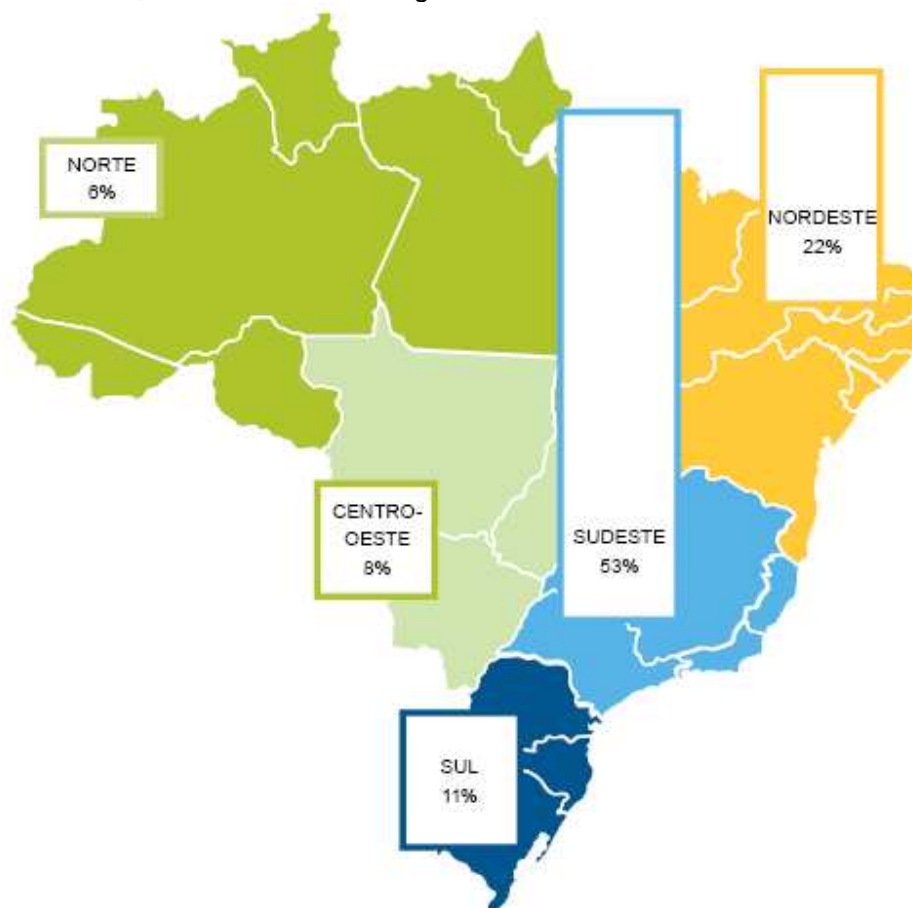 NORTE
6%
NORDESTE
22%
CENTRO-
OESTE
8%
SUDESTE
53%
SUL
11%